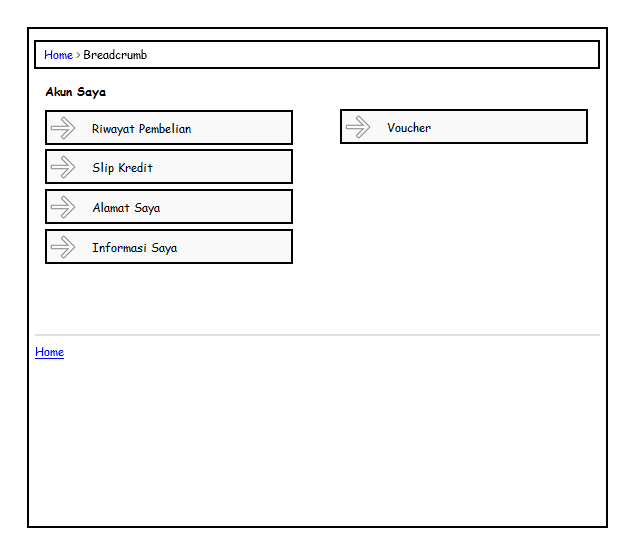 Home > Breadcrumb
Akun Saya
Riwayat Pembelian
Slip Kredit
Alamat Saya
Informasi Saya
Voucher
Home